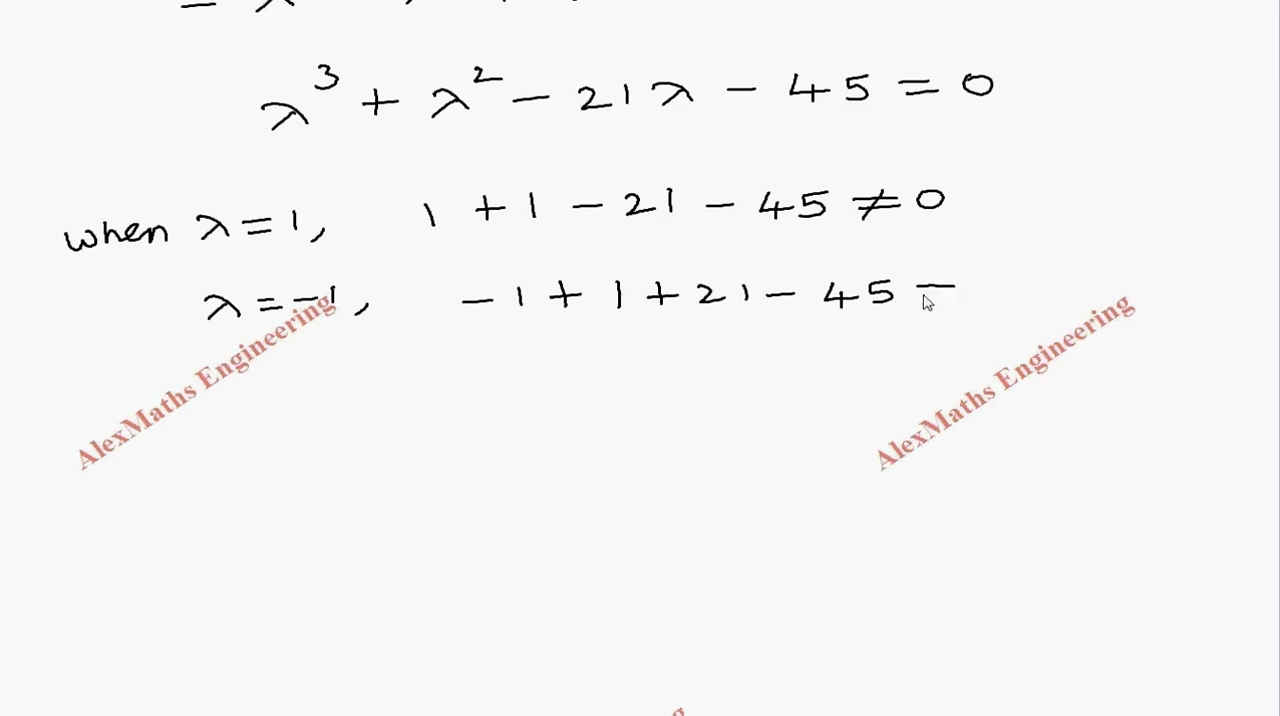 λ³ + λ² - 21λ - 45 = 0
when λ = 1, 1 + 1 - 21 - 45 ≠ 0
λ = -1, -1 + 1 + 21 - 45
AlexMaths Engineering
AlexMaths Engineering